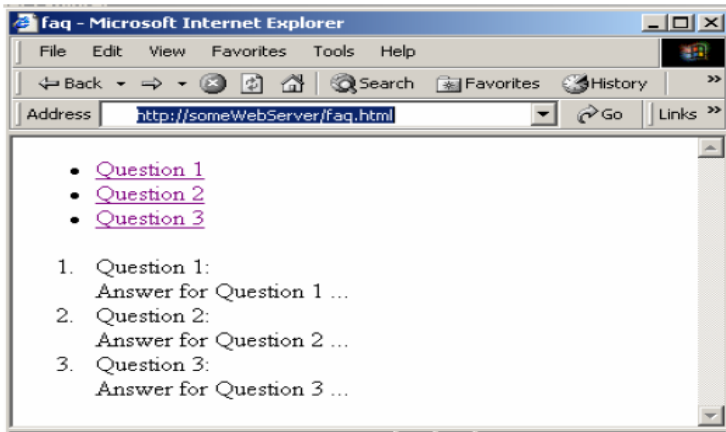 faq - Microsoft Internet Explorer
File Edit View Favorites Tools Help
Back Search Favorites History »
Address http://someWebServer/faq.html Go Links »
• Question 1
• Question 2
• Question 3
1. Question 1:
Answer for Question 1 ...
2. Question 2:
Answer for Question 2 ...
3. Question 3:
Answer for Question 3 ...